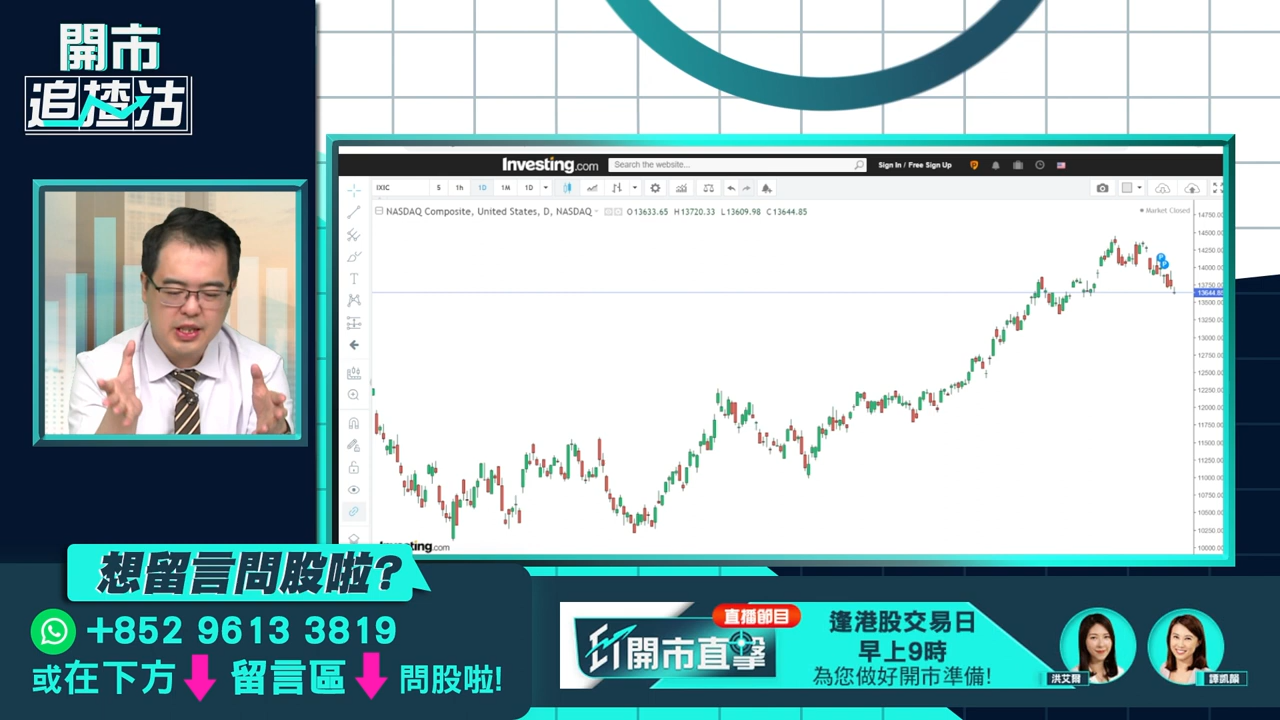 開市
追揸沽
Investing.com
Search the website...
Sign In / Free Sign Up
IXIC
5
1h
1D
1M
1D
NASDAQ Composite, United States, D, NASDAQ
O13633.65 H13720.33 L13609.98 C13644.85
Market Closed
14750.00
14500.00
14250.00
14000.00
13750.00
13644.85
13500.00
13250.00
13000.00
12750.00
12500.00
12250.00
12000.00
11750.00
11500.00
11250.00
11000.00
10750.00
10500.00
10250.00
10000.00
想留言問股啦?
+852 9613 3819
或在下方
留言區
問股啦!
直播節目
開市直擊
逢港股交易日
早上9時
為您做好開市準備!
洪艾爾